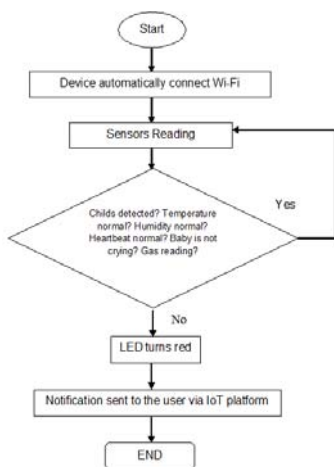 Start
Device automatically connect Wi-Fi
Sensors Reading
Childs detected? Temperature
normal? Humidity normal?
Heartbeat normal? Baby is not
crying? Gas reading?
Yes
No
LED turns red
Notification sent to the user via IoT platform
END